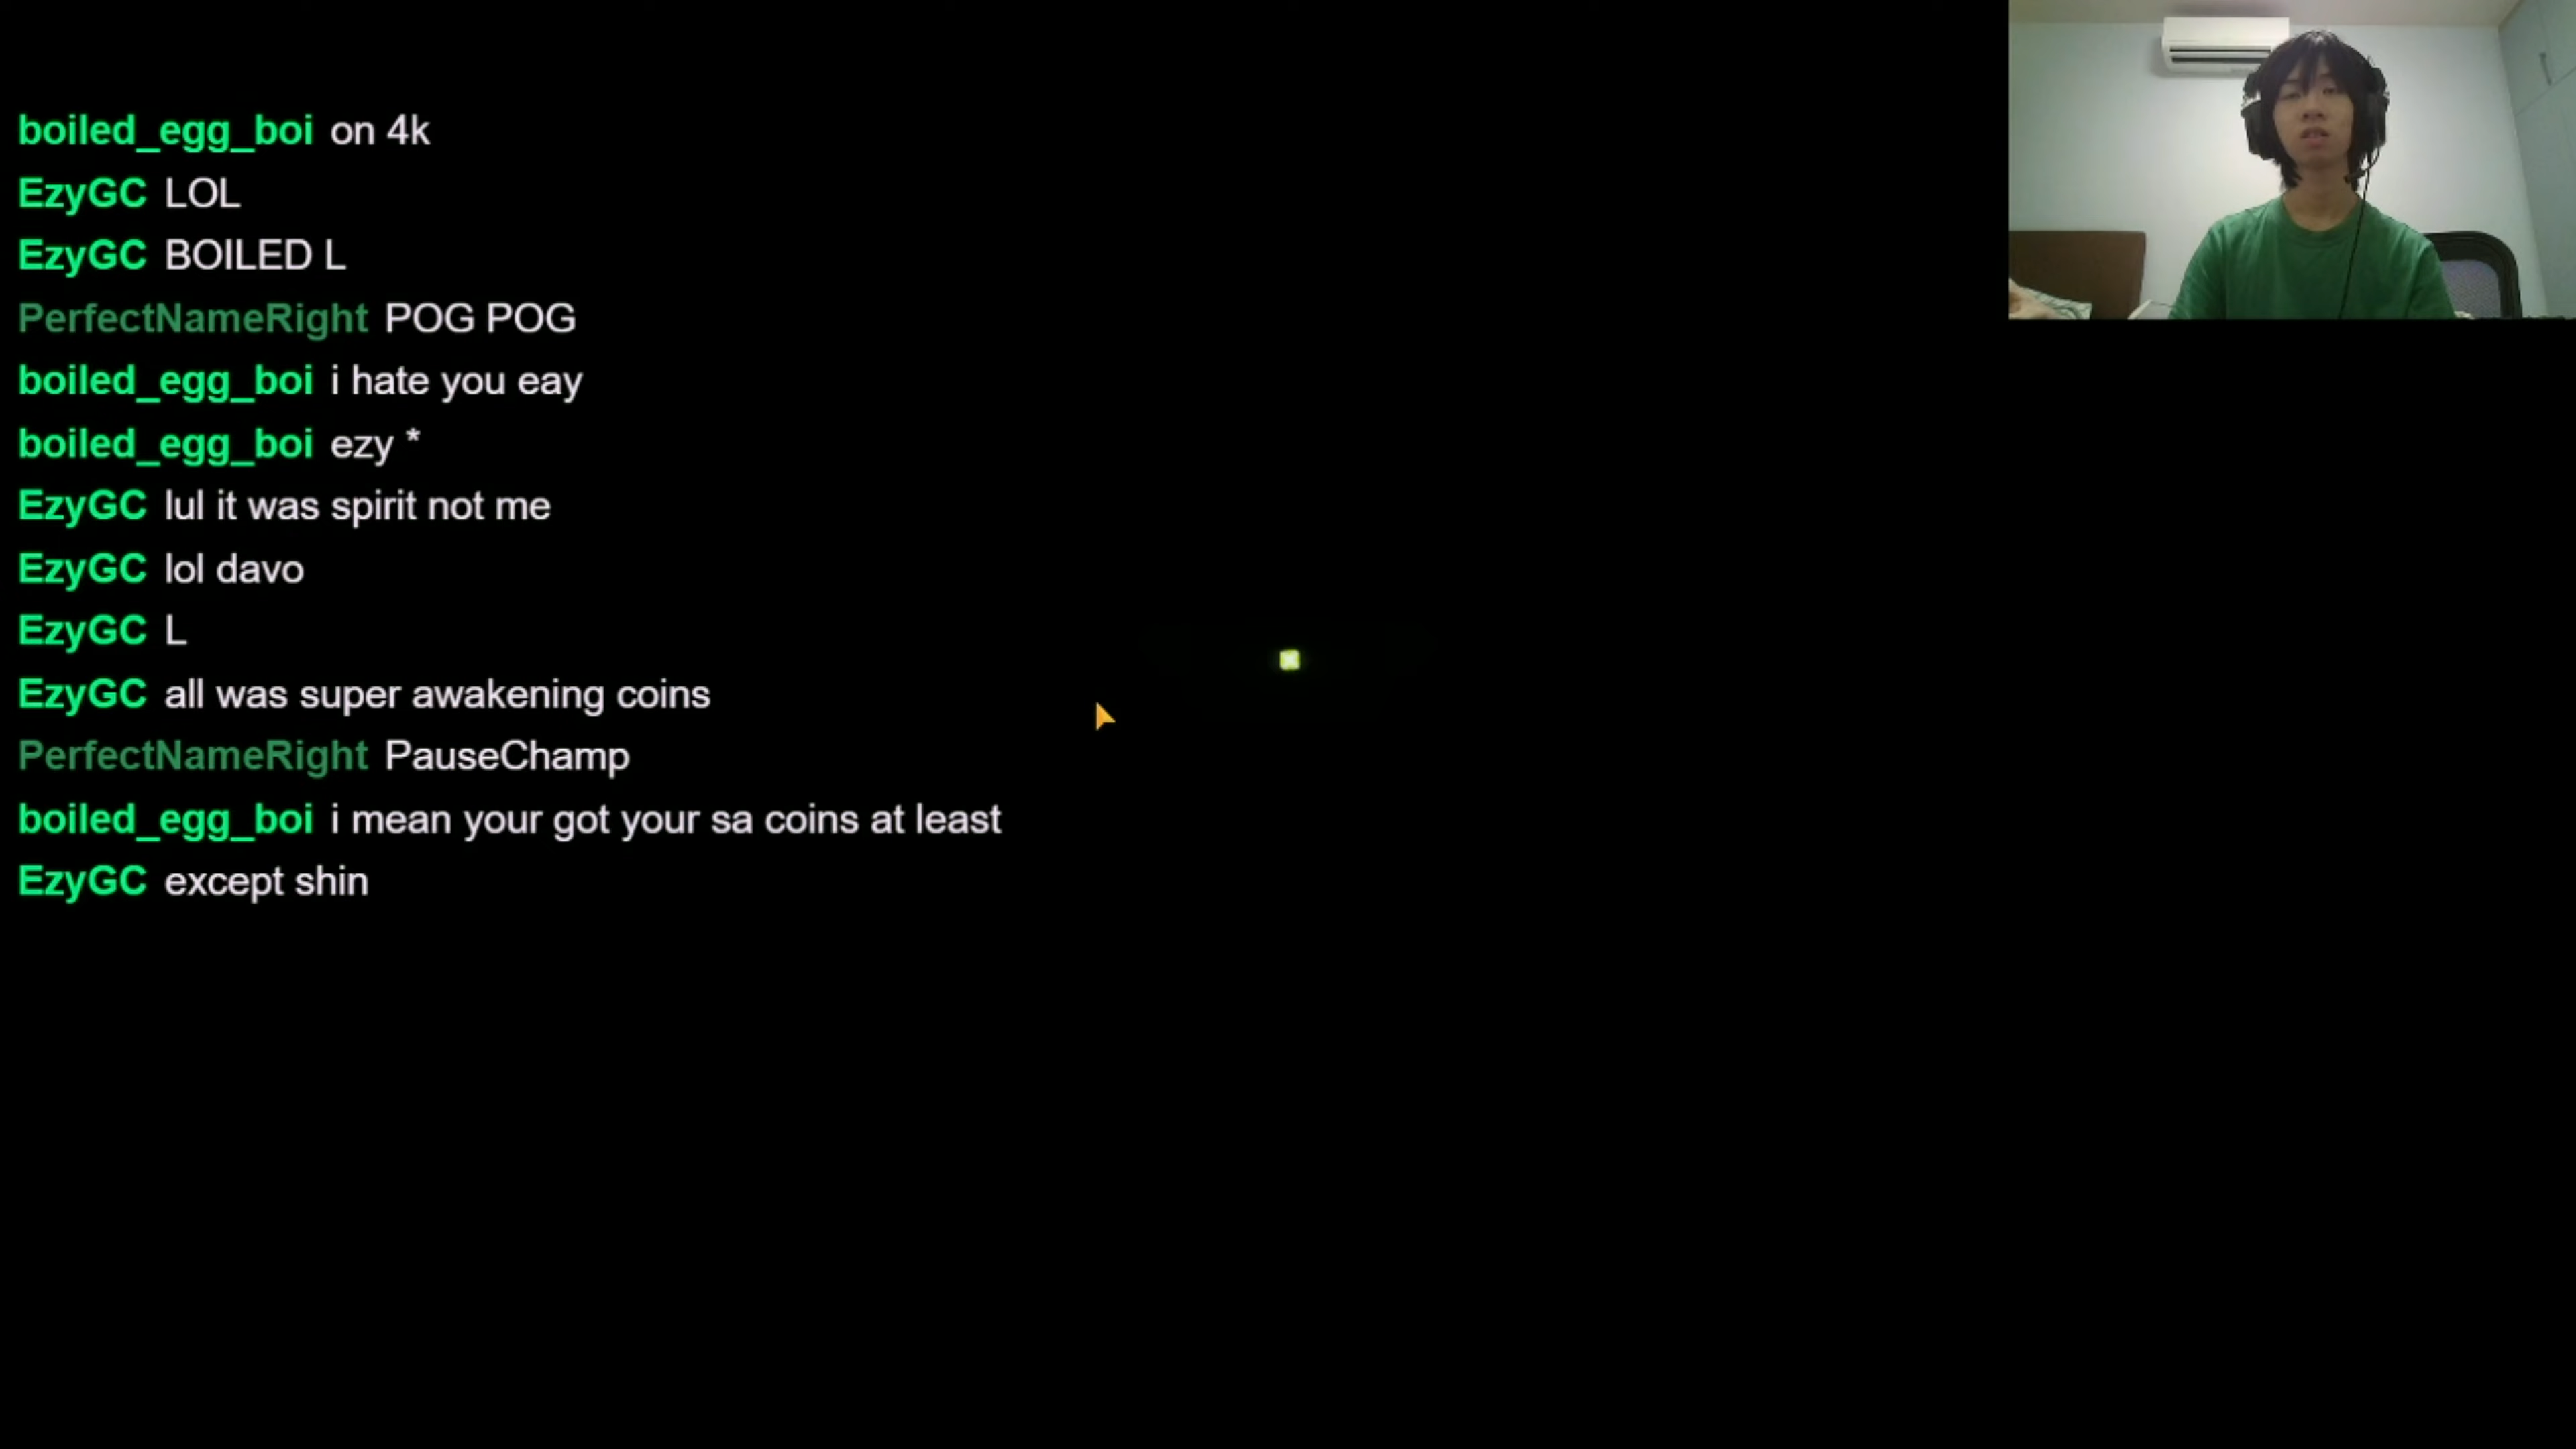 boiled_egg_boi on 4k
EzyGC LOL
EzyGC BOILED L
PerfectNameRight POG POG
boiled_egg_boi i hate you eay
boiled_egg_boi ezy *
EzyGC lul it was spirit not me
EzyGC lol davo
EzyGC L
EzyGC all was super awakening coins
PerfectNameRight PauseChamp
boiled_egg_boi i mean your got your sa coins at least
EzyGC except shin